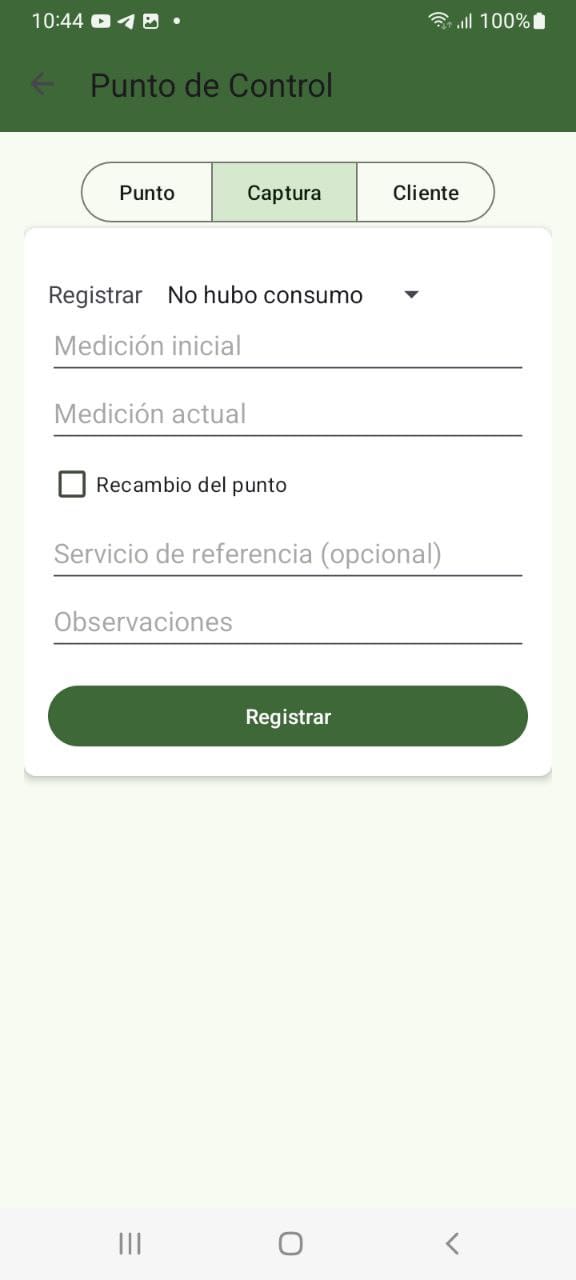 10:44 100%
Punto de Control
Punto Captura Cliente
Registrar No hubo consumo
Medición inicial
Medición actual
Recambio del punto
Servicio de referencia (opcional)
Observaciones
Registrar